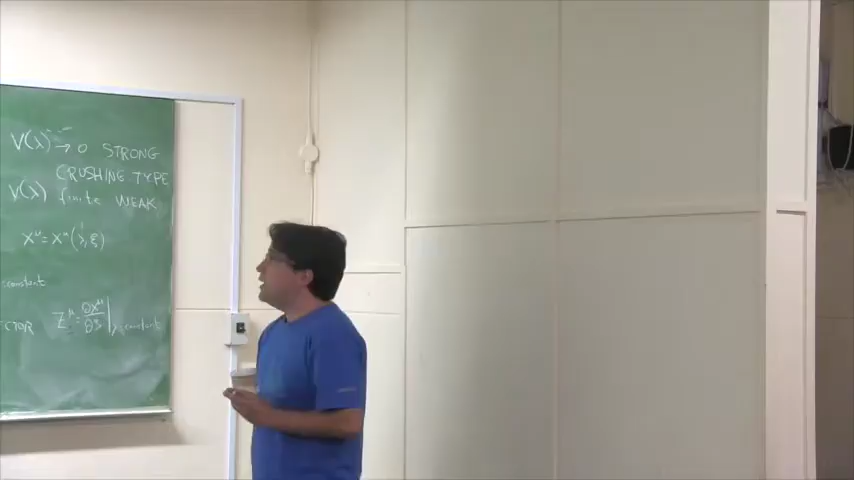 V(λ) → 0 STRONG
CRUSHING TYPE
V(λ) finite WEAK
X^μ = X^μ(λ, ξ)
constant
CTOR Z^μ = ∂X^μ/∂ξ |λ constant